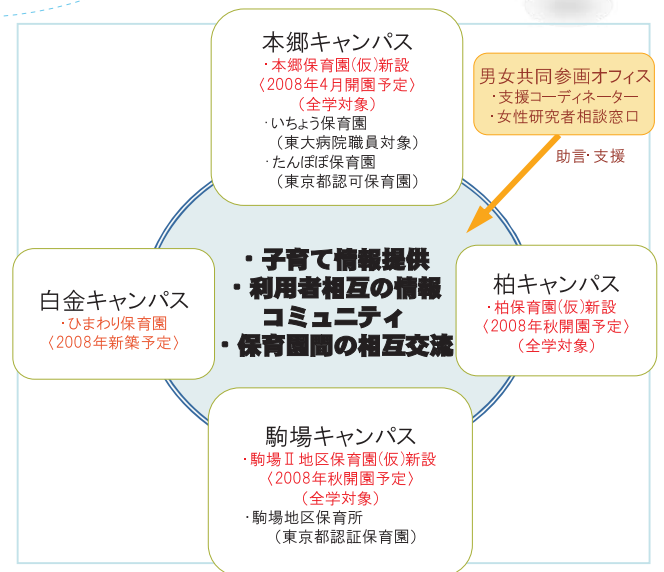 本郷キャンパス
・本郷保育園(仮)新設
〈2008年4月開園予定〉
(全学対象)
・いちょう保育園
(東大病院職員対象)
・たんぽぽ保育園
(東京都認可保育園)
男女共同参画オフィス
・支援コーディネーター
・女性研究者相談窓口
助言・支援
・子育て情報提供
・利用者相互の情報
コミュニティ
・保育園間の相互交流
白金キャンパス
・ひまわり保育園
〈2008年新築予定〉
柏キャンパス
・柏保育園(仮)新設
〈2008年秋開園予定〉
(全学対象)
駒場キャンパス
・駒場Ⅱ地区保育園(仮)新設
〈2008年秋開園予定〉
(全学対象)
・駒場地区保育所
(東京都認証保育園)